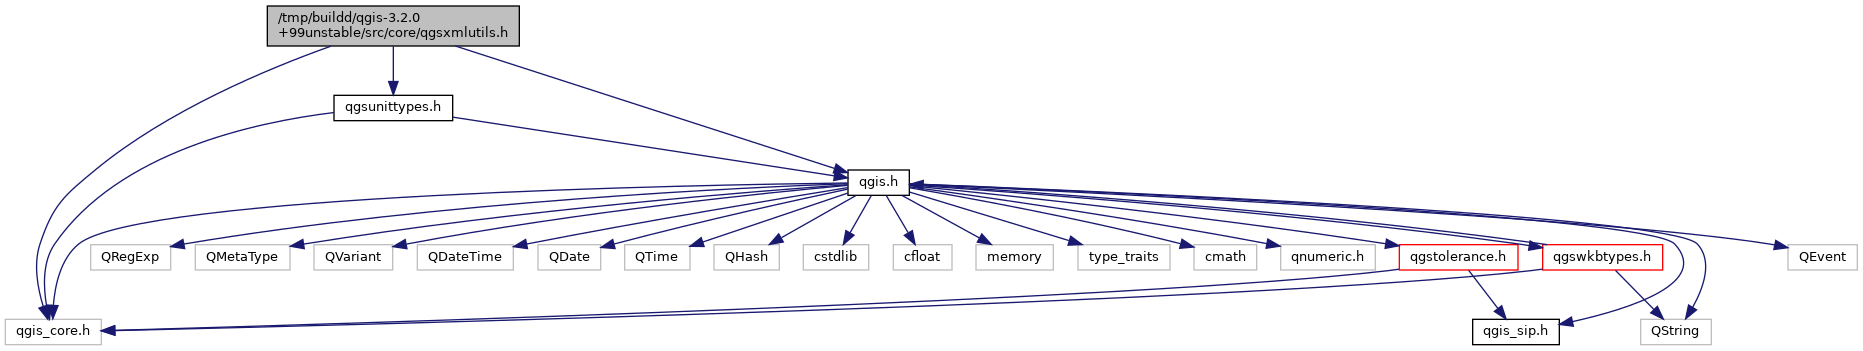 /tmp/buildd/qgis-3.2.0
+99unstable/src/core/qgsxmlutils.h
qgsunittypes.h
qgis.h
QRegExp
QMetaType
QVariant
QDateTime
QDate
QTime
QHash
cstdlib
cfloat
memory
type_traits
cmath
qnumeric.h
qgstolerance.h
qgswkbtypes.h
QEvent
qgis_core.h
qgis_sip.h
QString